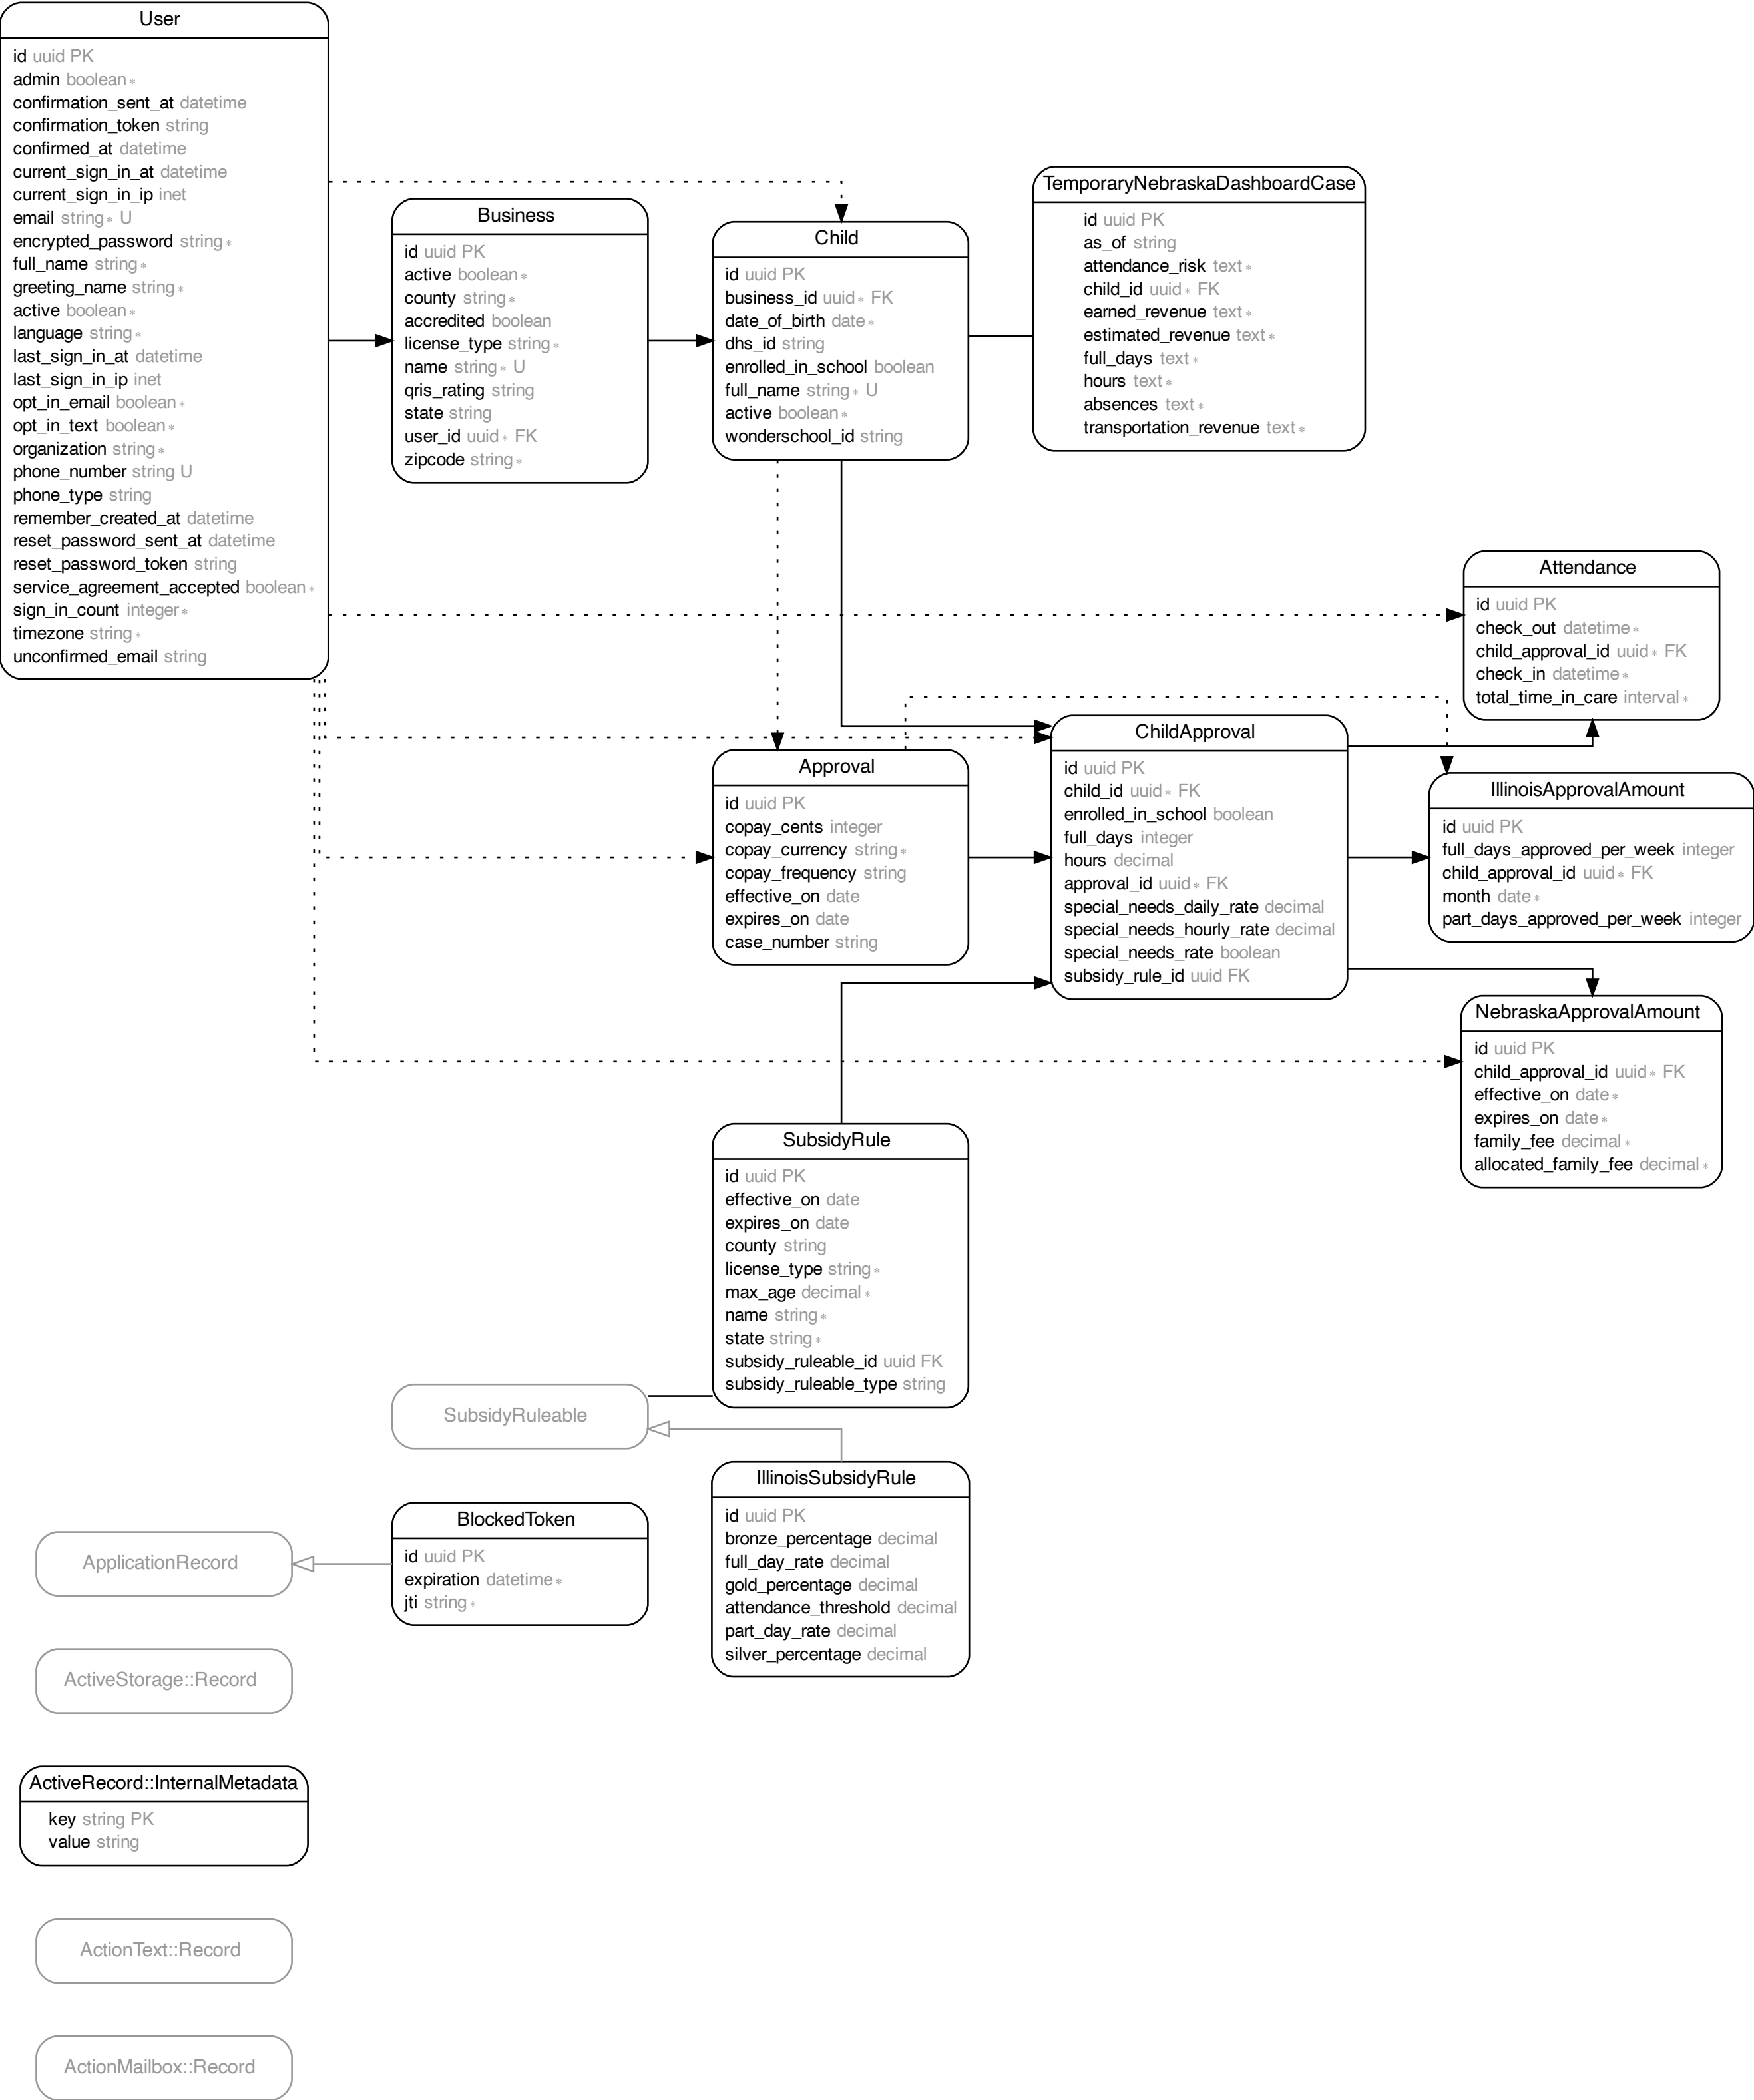 User
id uuid PK
admin boolean *
confirmation_sent_at datetime
confirmation_token string
confirmed_at datetime
current_sign_in_at datetime
current_sign_in_ip inet
email string * U
encrypted_password string *
full_name string *
greeting_name string *
active boolean *
language string *
last_sign_in_at datetime
last_sign_in_ip inet
opt_in_email boolean *
opt_in_text boolean *
organization string *
phone_number string U
phone_type string
remember_created_at datetime
reset_password_sent_at datetime
reset_password_token string
service_agreement_accepted boolean *
sign_in_count integer *
timezone string *
unconfirmed_email string
Business
id uuid PK
active boolean *
county string *
accredited boolean
license_type string *
name string * U
qris_rating string
state string
user_id uuid * FK
zipcode string *
Child
id uuid PK
business_id uuid * FK
date_of_birth date *
dhs_id string
enrolled_in_school boolean
full_name string * U
active boolean *
wonderschool_id string
TemporaryNebraskaDashboardCase
id uuid PK
as_of string
attendance_risk text *
child_id uuid * FK
earned_revenue text *
estimated_revenue text *
full_days text *
hours text *
absences text *
transportation_revenue text *
Attendance
id uuid PK
check_out datetime *
child_approval_id uuid * FK
check_in datetime *
total_time_in_care interval *
Approval
id uuid PK
copay_cents integer
copay_currency string *
copay_frequency string
effective_on date
expires_on date
case_number string
ChildApproval
id uuid PK
child_id uuid * FK
enrolled_in_school boolean
full_days integer
hours decimal
approval_id uuid * FK
special_needs_daily_rate decimal
special_needs_hourly_rate decimal
special_needs_rate boolean
subsidy_rule_id uuid FK
IllinoisApprovalAmount
id uuid PK
full_days_approved_per_week integer
child_approval_id uuid * FK
month date *
part_days_approved_per_week integer
NebraskaApprovalAmount
id uuid PK
child_approval_id uuid * FK
effective_on date *
expires_on date *
family_fee decimal *
allocated_family_fee decimal *
SubsidyRule
id uuid PK
effective_on date
expires_on date
county string
license_type string *
max_age decimal *
name string *
state string *
subsidy_ruleable_id uuid FK
subsidy_ruleable_type string
SubsidyRuleable
IllinoisSubsidyRule
id uuid PK
bronze_percentage decimal
full_day_rate decimal
gold_percentage decimal
attendance_threshold decimal
part_day_rate decimal
silver_percentage decimal
BlockedToken
id uuid PK
expiration datetime *
jti string *
ApplicationRecord
ActiveStorage::Record
ActiveRecord::InternalMetadata
key string PK
value string
ActionText::Record
ActionMailbox::Record